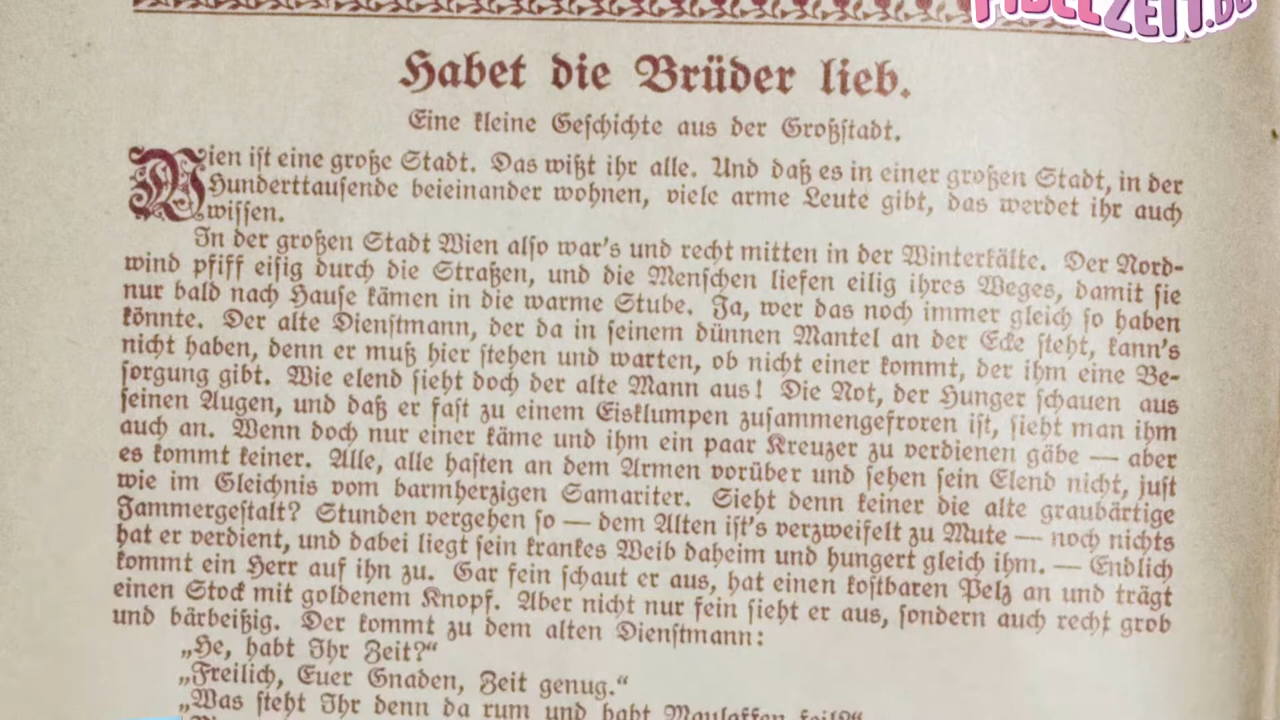 FIDELZEIT.DE
Habet die Brüder lieb.
Eine kleine Geschichte aus der Großstadt.
Wien ist eine große Stadt. Das wißt ihr alle. Und daß es in einer großen Stadt, in der
Hunderttausende beieinander wohnen, viele arme Leute gibt, das werdet ihr auch
wissen.
In der großen Stadt Wien also war's und recht mitten in der Winterkälte. Der Nord-
wind pfiff eisig durch die Straßen, und die Menschen liefen eilig ihres Weges, damit sie
nur bald nach Hause kämen in die warme Stube. Ja, wer das noch immer gleich so haben
könnte. Der alte Dienstmann, der da in seinem dünnen Mantel an der Ecke steht, kann's
nicht haben, denn er muß hier stehen und warten, ob nicht einer kommt, der ihm eine Be-
sorgung gibt. Wie elend sieht doch der alte Mann aus! Die Not, der Hunger schauen aus
seinen Augen, und daß er fast zu einem Eisklumpen zusammengefroren ist, sieht man ihm
auch an. Wenn doch nur einer käme und ihm ein paar Kreuzer zu verdienen gäbe — aber
es kommt keiner. Alle, alle hasten an dem Armen vorüber und sehen sein Elend nicht, just
wie im Gleichnis vom barmherzigen Samariter. Sieht denn keiner die alte graubärtige
Jammergestalt? Stunden vergehen so — dem Alten ist's verzweifelt zu Mute — noch nichts
hat er verdient, und dabei liegt sein krankes Weib daheim und hungert gleich ihm. — Endlich
kommt ein Herr auf ihn zu. Gar fein schaut er aus, hat einen kostbaren Pelz an und trägt
einen Stock mit goldenem Knopf. Aber nicht nur fein sieht er aus, sondern auch recht grob
und bärbeißig. Der kommt zu dem alten Dienstmann:
„He, habt Ihr Zeit?“
„Freilich, Euer Gnaden, Zeit genug.“
„Was steht Ihr denn da rum und habt Maulaffen feil?“